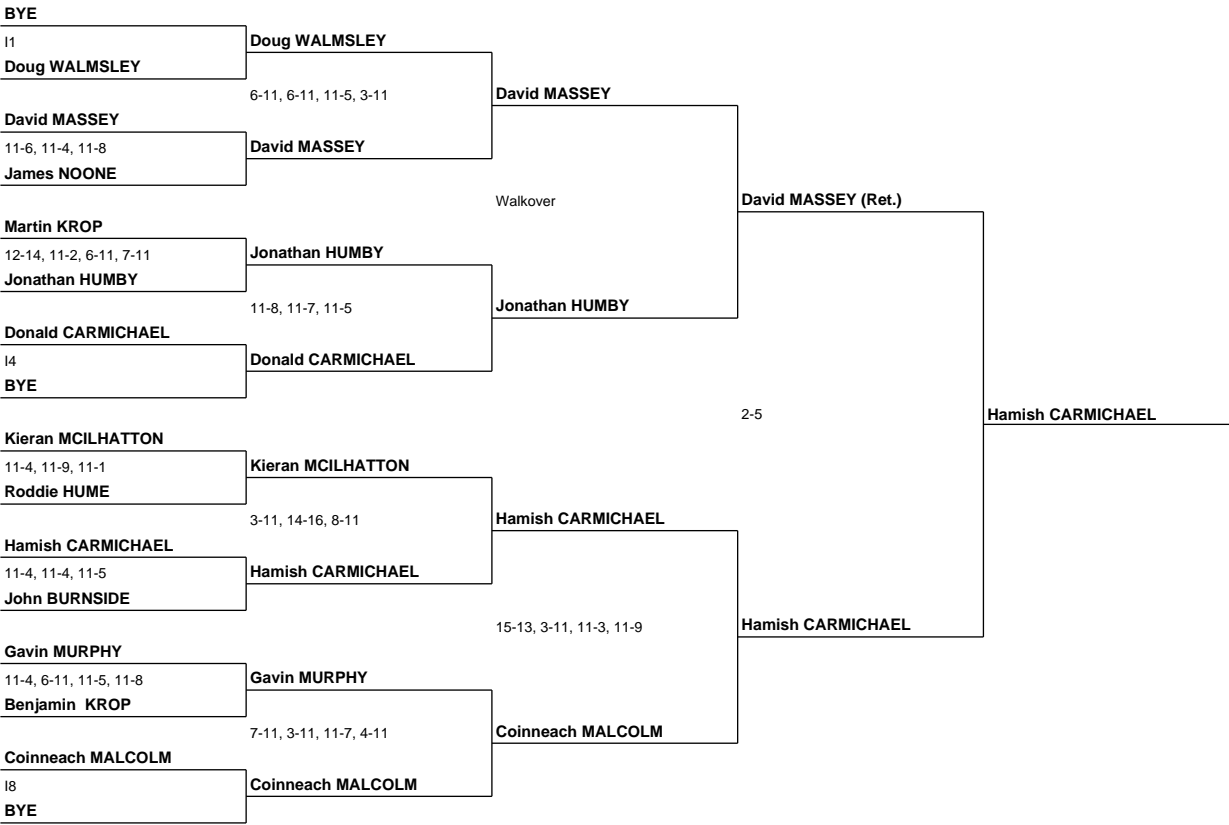 BYE
I1
Doug WALMSLEY
David MASSEY
11-6, 11-4, 11-8
James NOONE
Martin KROP
12-14, 11-2, 6-11, 7-11
Jonathan HUMBY
Donald CARMICHAEL
I4
BYE
Kieran MCILHATTON
11-4, 11-9, 11-1
Roddie HUME
Hamish CARMICHAEL
11-4, 11-4, 11-5
John BURNSIDE
Gavin MURPHY
11-4, 6-11, 11-5, 11-8
Benjamin  KROP
Coinneach MALCOLM
I8
BYE
Doug WALMSLEY
6-11, 6-11, 11-5, 3-11
David MASSEY
Jonathan HUMBY
11-8, 11-7, 11-5
Donald CARMICHAEL
Kieran MCILHATTON
3-11, 14-16, 8-11
Hamish CARMICHAEL
Gavin MURPHY
7-11, 3-11, 11-7, 4-11
Coinneach MALCOLM
David MASSEY
Walkover
Jonathan HUMBY
Hamish CARMICHAEL
15-13, 3-11, 11-3, 11-9
Coinneach MALCOLM
David MASSEY (Ret.)
2-5
Hamish CARMICHAEL
Hamish CARMICHAEL